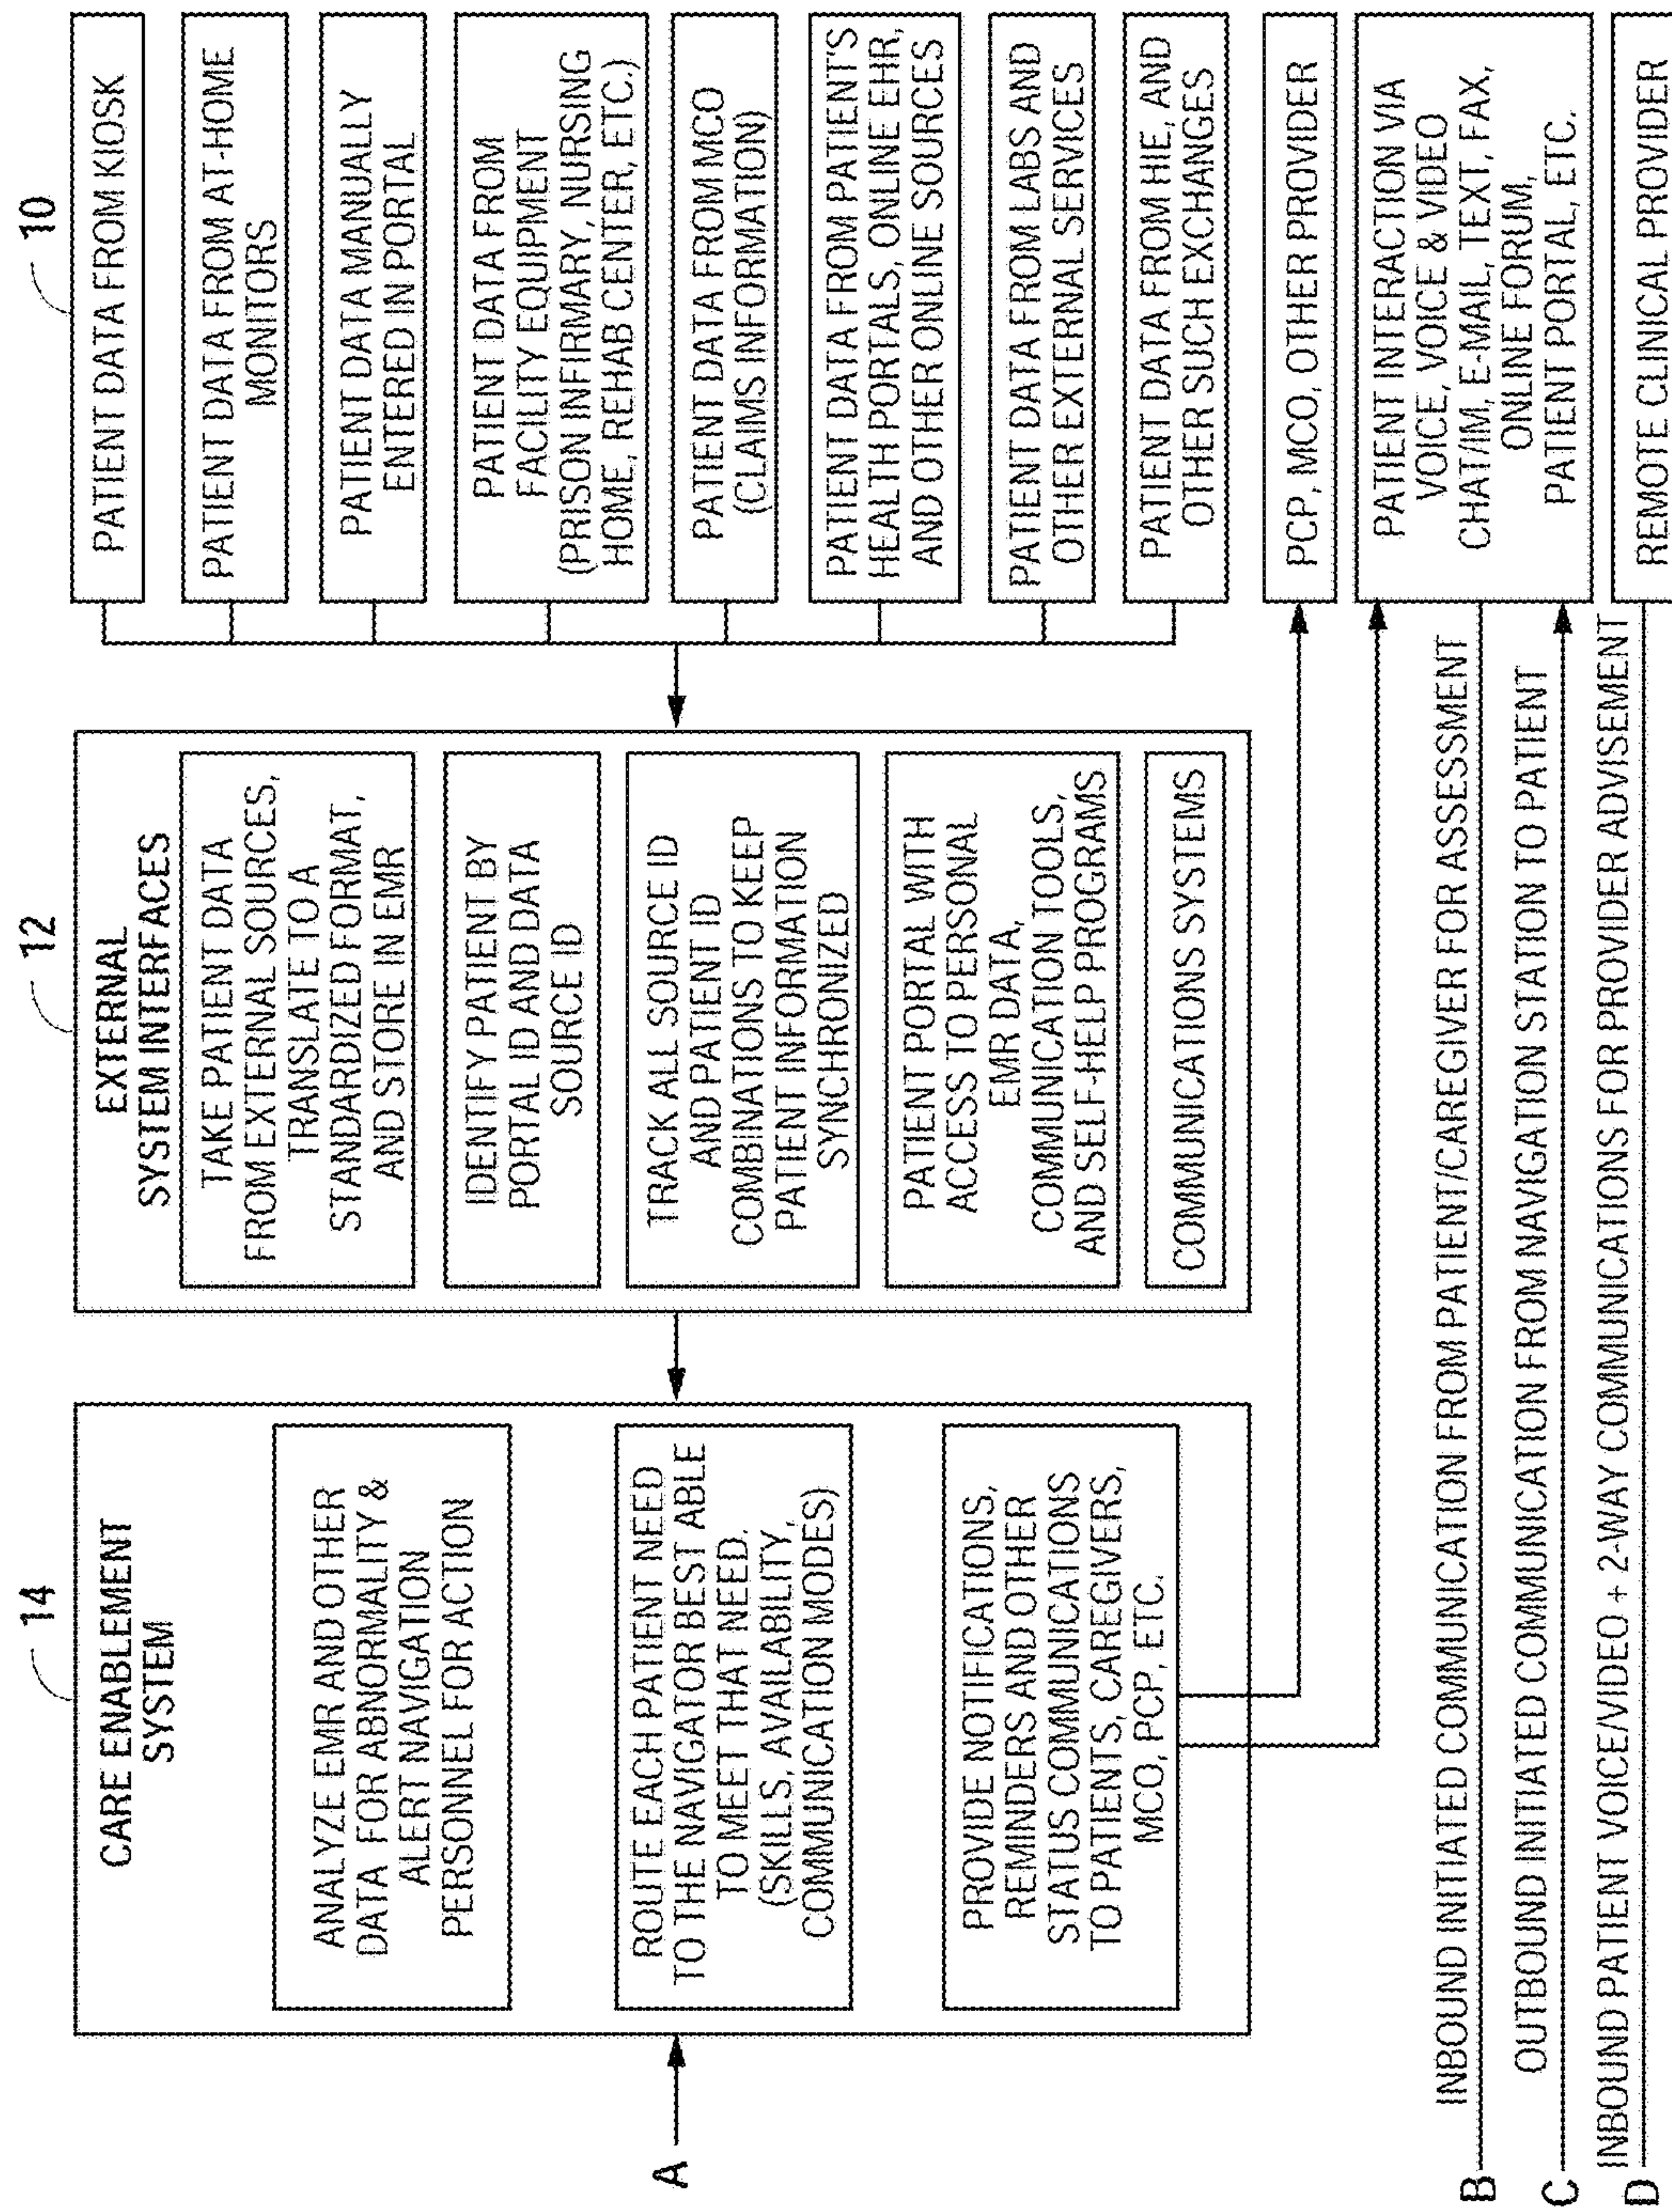 10
PATIENT DATA FROM KIOSK
PATIENT DATA FROM AT-HOME
MONITORS
PATIENT DATA MANUALLY
ENTERED IN PORTAL
PATIENT DATA FROM
FACILITY EQUIPMENT
(PRISON INFIRMARY, NURSING
HOME, REHAB CENTER, ETC.)
PATIENT DATA FROM MCO
(CLAIMS INFORMATION)
PATIENT DATA FROM PATIENT'S
HEALTH PORTALS, ONLINE EHR,
AND OTHER ONLINE SOURCES
PATIENT DATA FROM LABS AND
OTHER EXTERNAL SERVICES
PATIENT DATA FROM HIE, AND
OTHER SUCH EXCHANGES
PCP, MCO, OTHER PROVIDER
PATIENT INTERACTION VIA
VOICE, VOICE & VIDEO
CHAT/IM, E-MAIL, TEXT, FAX,
ONLINE FORUM,
PATIENT PORTAL, ETC.
REMOTE CLINICAL PROVIDER
12
EXTERNAL
SYSTEM INTERFACES
TAKE PATIENT DATA
FROM EXTERNAL SOURCES,
TRANSLATE TO A
STANDARDIZED FORMAT,
AND STORE IN EMR
IDENTIFY PATIENT BY
PORTAL ID AND DATA
SOURCE ID
TRACK ALL SOURCE ID
AND PATIENT ID
COMBINATIONS TO KEEP
PATIENT INFORMATION
SYNCHRONIZED
PATIENT PORTAL WITH
ACCESS TO PERSONAL
EMR DATA,
COMMUNICATION TOOLS,
AND SELF-HELP PROGRAMS
COMMUNICATIONS SYSTEMS
14
CARE ENABLEMENT
SYSTEM
ANALYZE EMR AND OTHER
DATA FOR ABNORMALITY &
ALERT NAVIGATION
PERSONNEL FOR ACTION
ROUTE EACH PATIENT NEED
TO THE NAVIGATOR BEST ABLE
TO MEET THAT NEED.
(SKILLS, AVAILABILITY,
COMMUNICATION MODES)
PROVIDE NOTIFICATIONS,
REMINDERS AND OTHER
STATUS COMMUNICATIONS
TO PATIENTS, CAREGIVERS,
MCO, PCP, ETC.
A
INBOUND INITIATED COMMUNICATION FROM PATIENT/CAREGIVER FOR ASSESSMENT
B
OUTBOUND INITIATED COMMUNICATION FROM NAVIGATION STATION TO PATIENT
C
INBOUND PATIENT VOICE/VIDEO + 2-WAY COMMUNICATIONS FOR PROVIDER ADVISEMENT
D